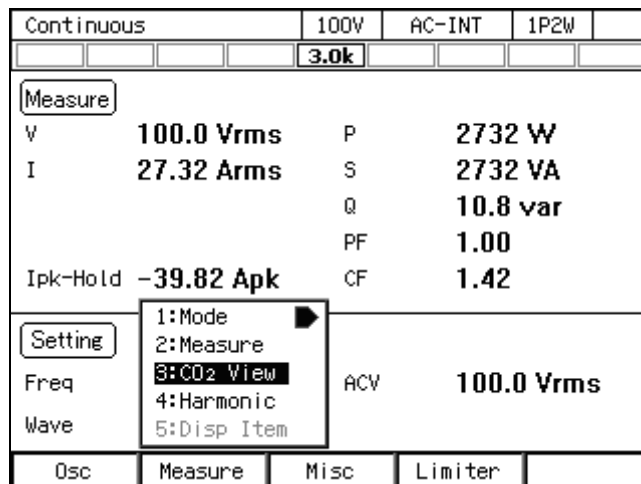 Continuous 100V AC-INT 1P2W
3.0k
Measure
V 100.0 Vrms P 2732 W
I 27.32 Arms S 2732 VA
Q 10.8 var
PF 1.00
Ipk-Hold -39.82 Apk CF 1.42
1:Mode
Setting 2:Measure
3:CO₂ View
Freq ACV 100.0 Vrms
4:Harmonic
Wave 5:Disp Item
Osc Measure Misc Limiter